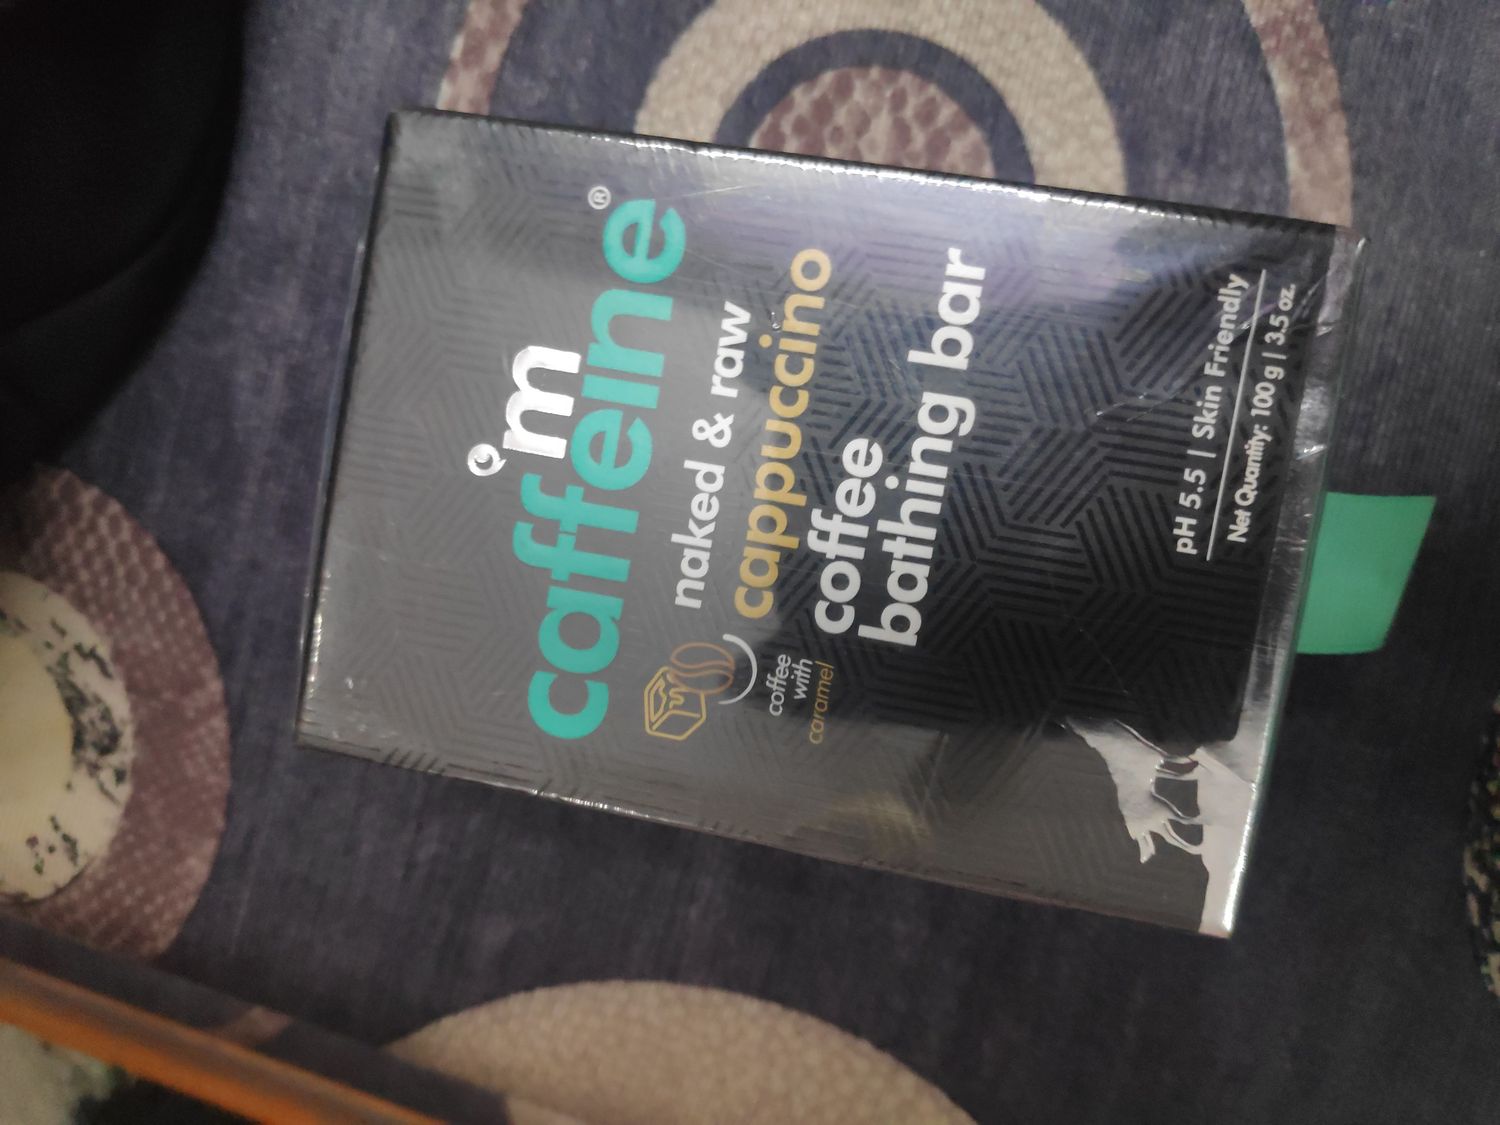 m
caffeine®
naked & raw
cappuccino
coffee
bathing bar
coffee
with
caramel
pH 5.5 | Skin Friendly
Net Quantity: 100 g | 3.5 oz.